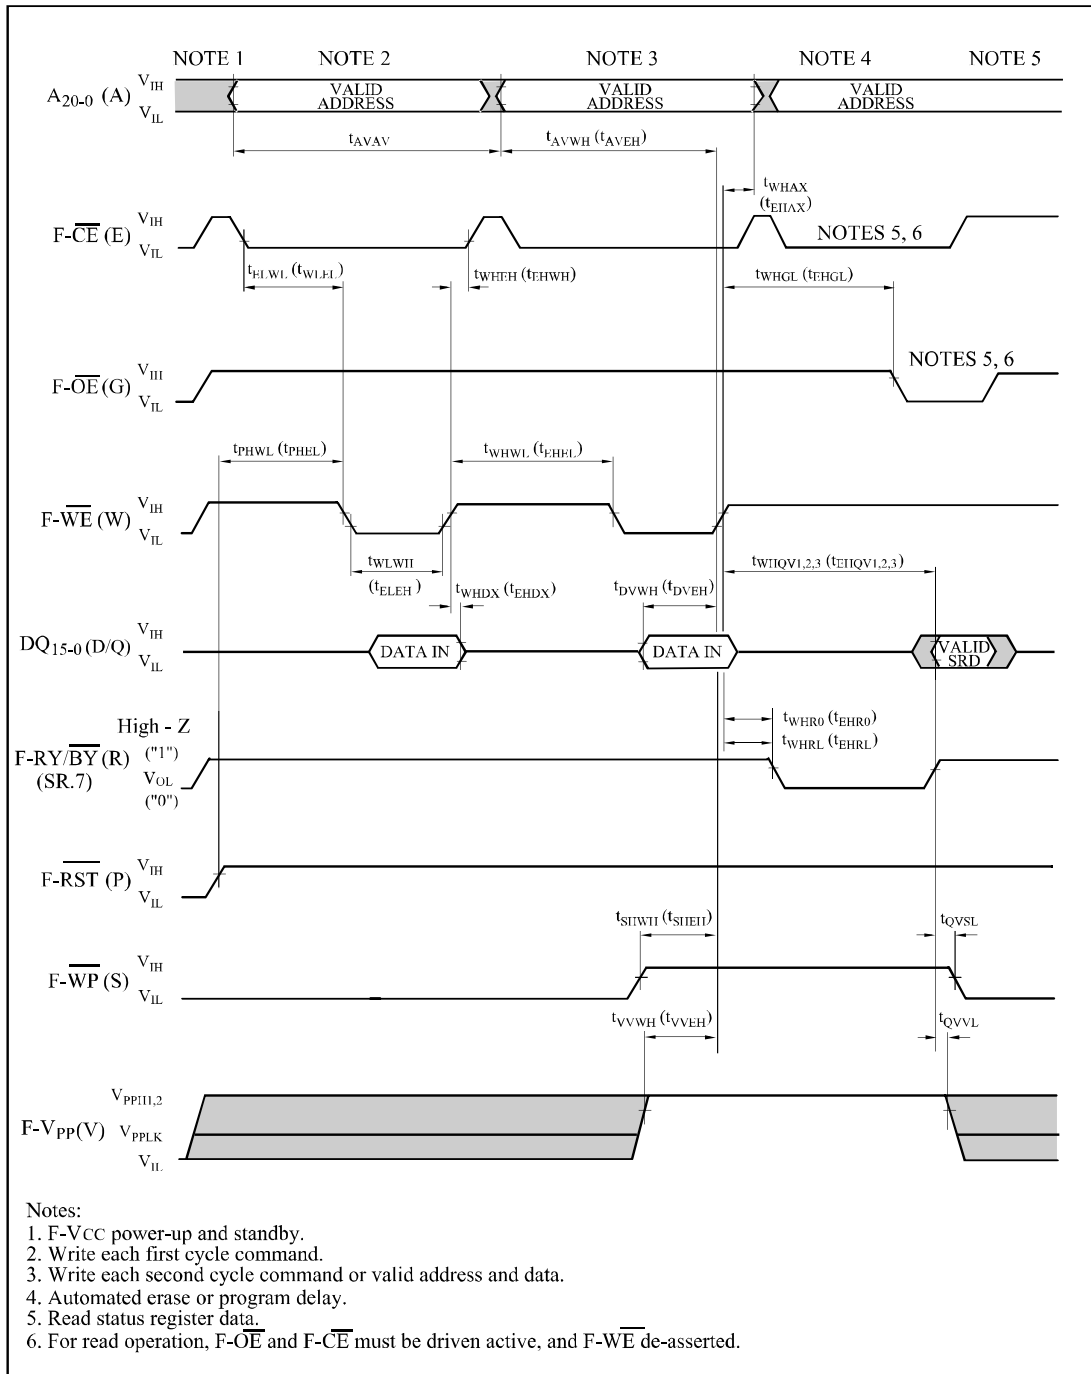 NOTE 1 NOTE 2 NOTE 3 NOTE 4 NOTE 5
A20-0 (A) VIH VIL
VALID ADDRESS VALID ADDRESS VALID ADDRESS
tAVAV tAVWH (tAVEH)
tWHAX (tEHAX)
F-CE (E) VIH VIL
NOTES 5, 6
tELWL (tWLEL) tWHEH (tEHWH) tWHGL (tEHGL)
F-OE (G) VIH VIL
NOTES 5, 6
tPHWL (tPHEL) tWHWL (tEHEL)
F-WE (W) VIH VIL
tWLWH (tELEH)
tWHDX (tEHDX) tDVWH (tDVEH) tWHQV1,2,3 (tEHQV1,2,3)
DQ15-0 (D/Q) VIH VIL
DATA IN DATA IN VALID SRD
tWHR0 (tEHR0)
tWHRL (tEHRL)
High - Z
F-RY/BY (R) ("1")
(SR.7) VOL
("0")
F-RST (P) VIH VIL
tSHWH (tSHEH) tQVSL
F-WP (S) VIH VIL
tVVWH (tVVEH) tQVVL
F-VPP (V) VPPH1,2 VPPLK VIL
Notes:
1. F-VCC power-up and standby.
2. Write each first cycle command.
3. Write each second cycle command or valid address and data.
4. Automated erase or program delay.
5. Read status register data.
6. For read operation, F-OE and F-CE must be driven active, and F-WE de-asserted.